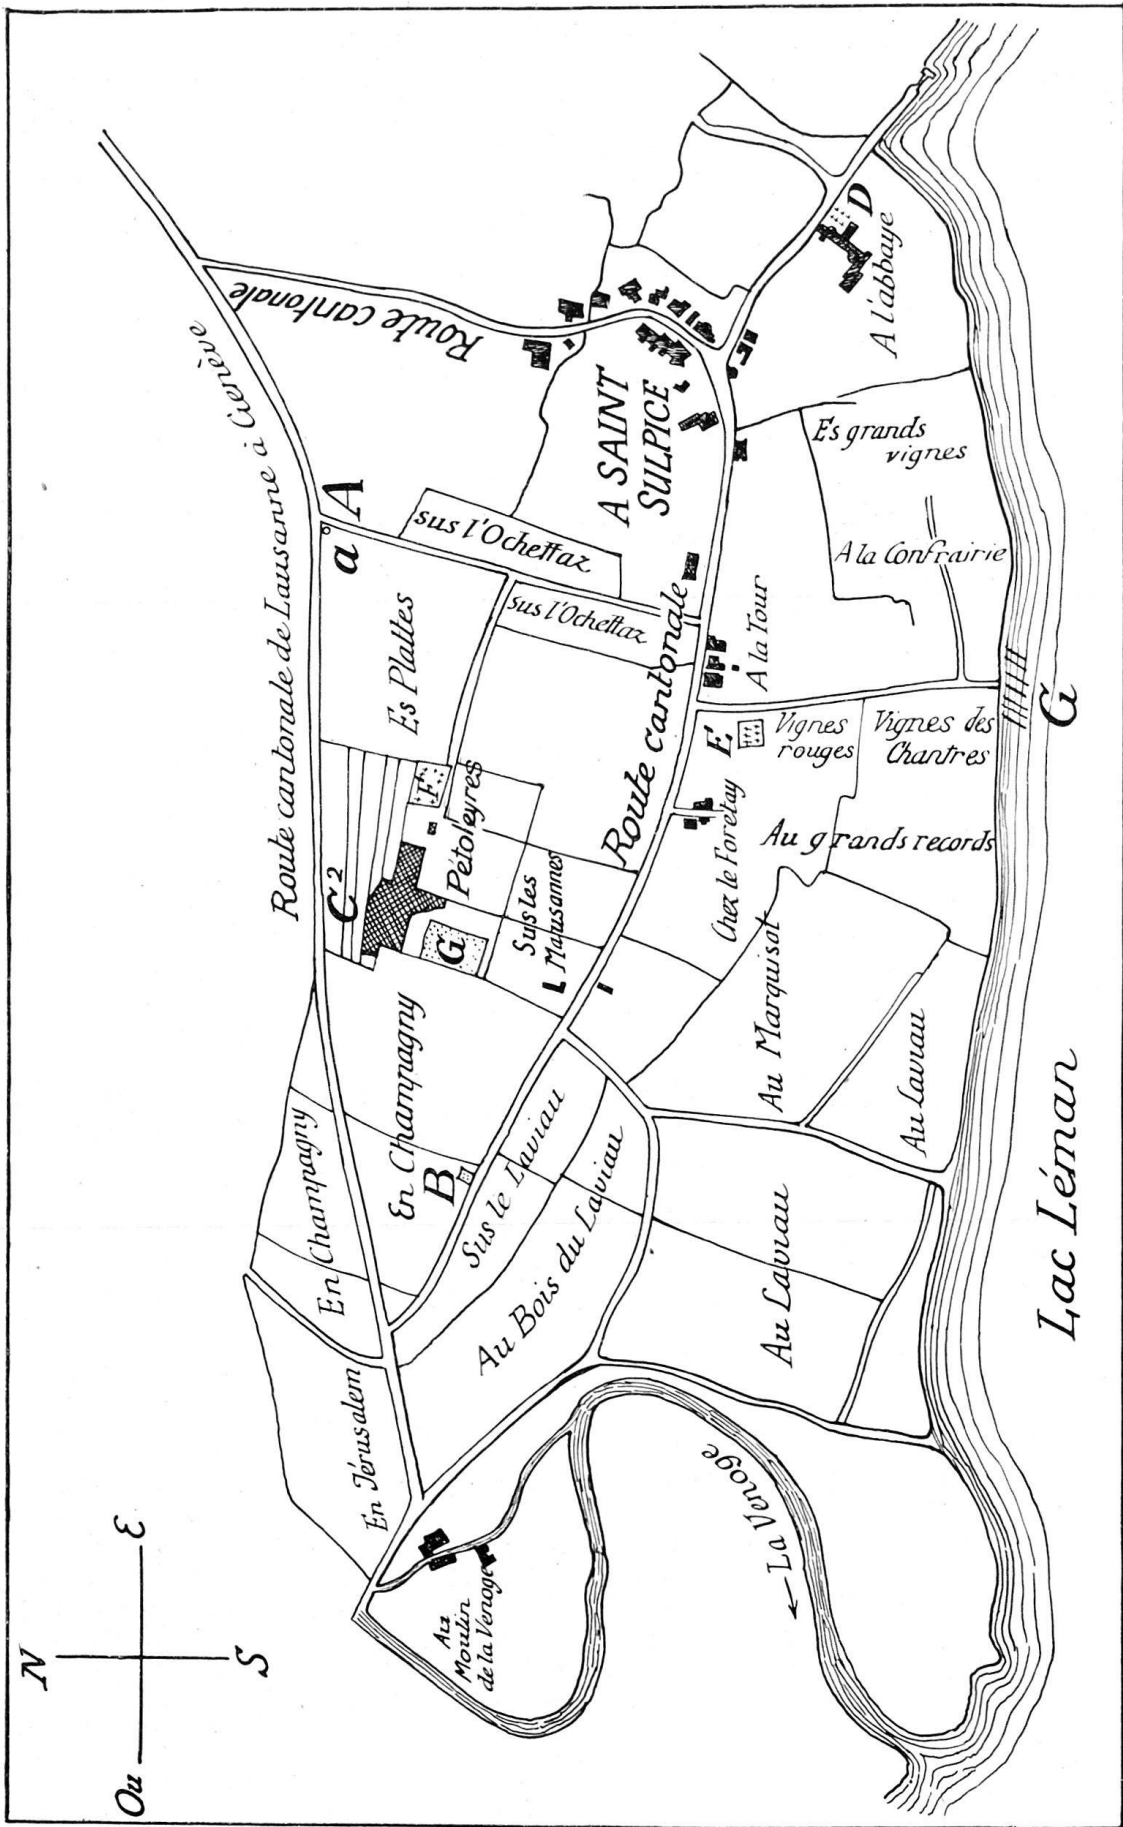 N
Ou
E
S
Route cantonale de Lausanne à Genève
Route cantonale
A
a
Es Plattes
sus l'Ochettaz
sus l'Ochettaz
A SAINT
SULPICE
C2
F
Pétoleyres
G
Sus les
Mausannes
En Champagny
En Champagny
B
En Jérusalem
Sus le Laviau
Au Bois du Laviau
Route cantonale
A la Tour
E
Vignes
rouges
Vignes des
Chantres
Chez le Foretay
Au grands records
Au Marquisat
Au Laviau
Au Laviau
Es grands
vignes
A la Confrairie
A l'abbaye
D
G
Au
Moulin
de la Venoge
La Venoge
Lac Léman